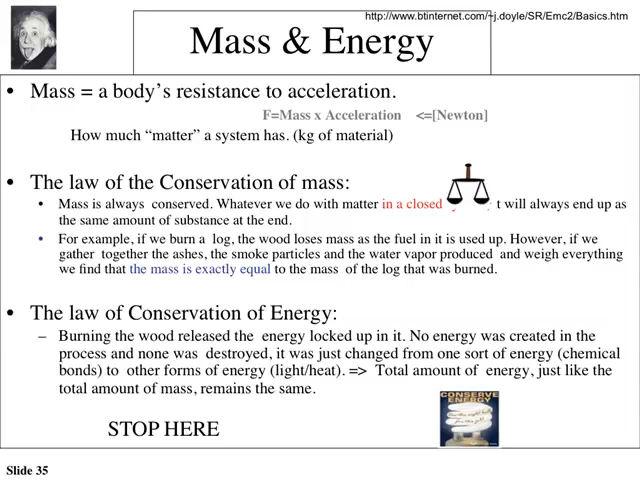 http://www.btinternet.com/~j.doyle/SR/Emc2/Basics.htm
Mass & Energy
• Mass = a body's resistance to acceleration.
F=Mass x Acceleration <=[Newton]
How much “matter” a system has. (kg of material)
• The law of the Conservation of mass:
• Mass is always conserved. Whatever we do with matter in a closed t will always end up as
the same amount of substance at the end.
• For example, if we burn a log, the wood loses mass as the fuel in it is used up. However, if we
gather together the ashes, the smoke particles and the water vapor produced and weigh everything
we find that the mass is exactly equal to the mass of the log that was burned.
• The law of Conservation of Energy:
– Burning the wood released the energy locked up in it. No energy was created in the
process and none was destroyed, it was just changed from one sort of energy (chemical
bonds) to other forms of energy (light/heat). => Total amount of energy, just like the
total amount of mass, remains the same.
CONSERVE
ENERGY
STOP HERE
Slide 35